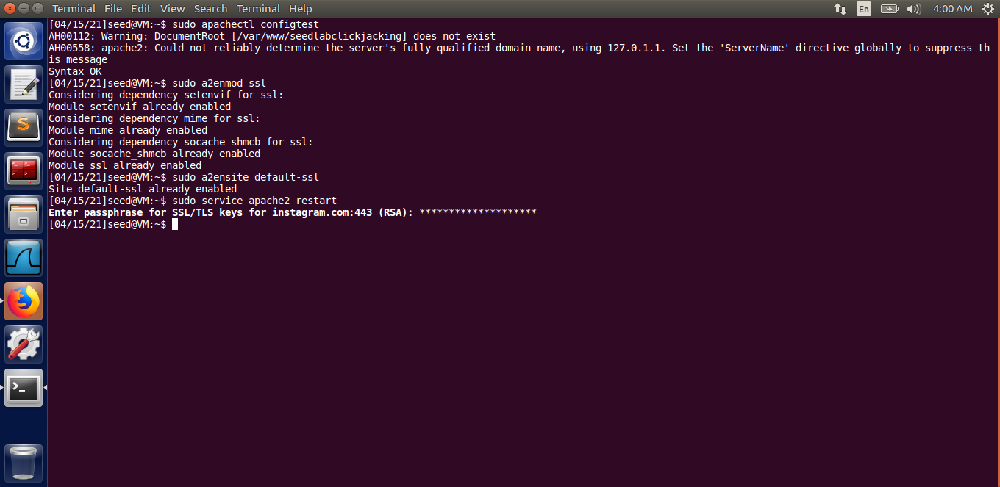 Terminal File Edit View Search Terminal Help En 4:00 AM
[04/15/21]seed@VM:~$ sudo apachectl configtest
AH00112: Warning: DocumentRoot [/var/www/seedlabclickjacking] does not exist
AH00558: apache2: Could not reliably determine the server's fully qualified domain name, using 127.0.1.1. Set the 'ServerName' directive globally to suppress th
is message
Syntax OK
[04/15/21]seed@VM:~$ sudo a2enmod ssl
Considering dependency setenvif for ssl:
Module setenvif already enabled
Considering dependency mime for ssl:
Module mime already enabled
Considering dependency socache_shmcb for ssl:
Module socache_shmcb already enabled
Module ssl already enabled
[04/15/21]seed@VM:~$ sudo a2ensite default-ssl
Site default-ssl already enabled
[04/15/21]seed@VM:~$ sudo service apache2 restart
Enter passphrase for SSL/TLS keys for instagram.com:443 (RSA): ********************
[04/15/21]seed@VM:~$